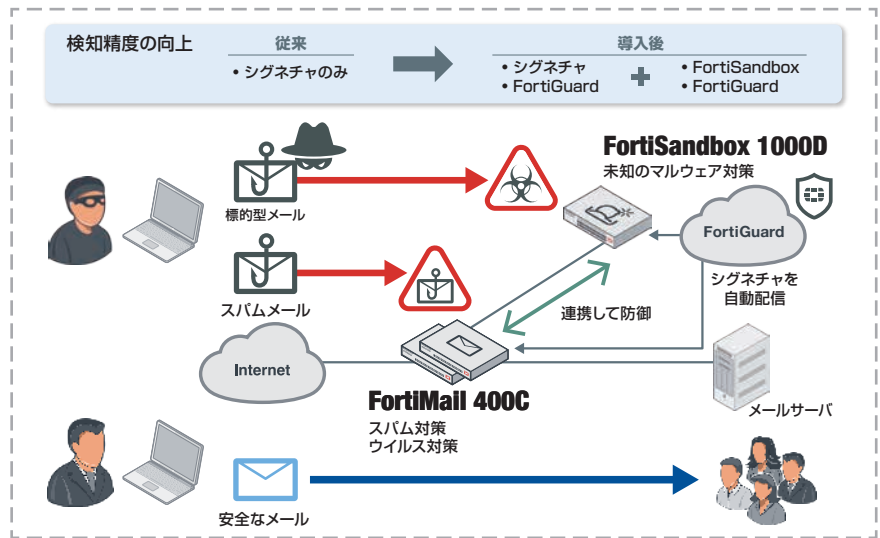 検知精度の向上
従来
• シグネチャのみ
導入後
• シグネチャ
• FortiGuard
+
• FortiSandbox
• FortiGuard
FortiSandbox 1000D
未知のマルウェア対策
標的型メール
FortiGuard
シグネチャを
自動配信
スパムメール
連携して防御
Internet
FortiMail 400C
スパム対策
ウイルス対策
メールサーバ
安全なメール